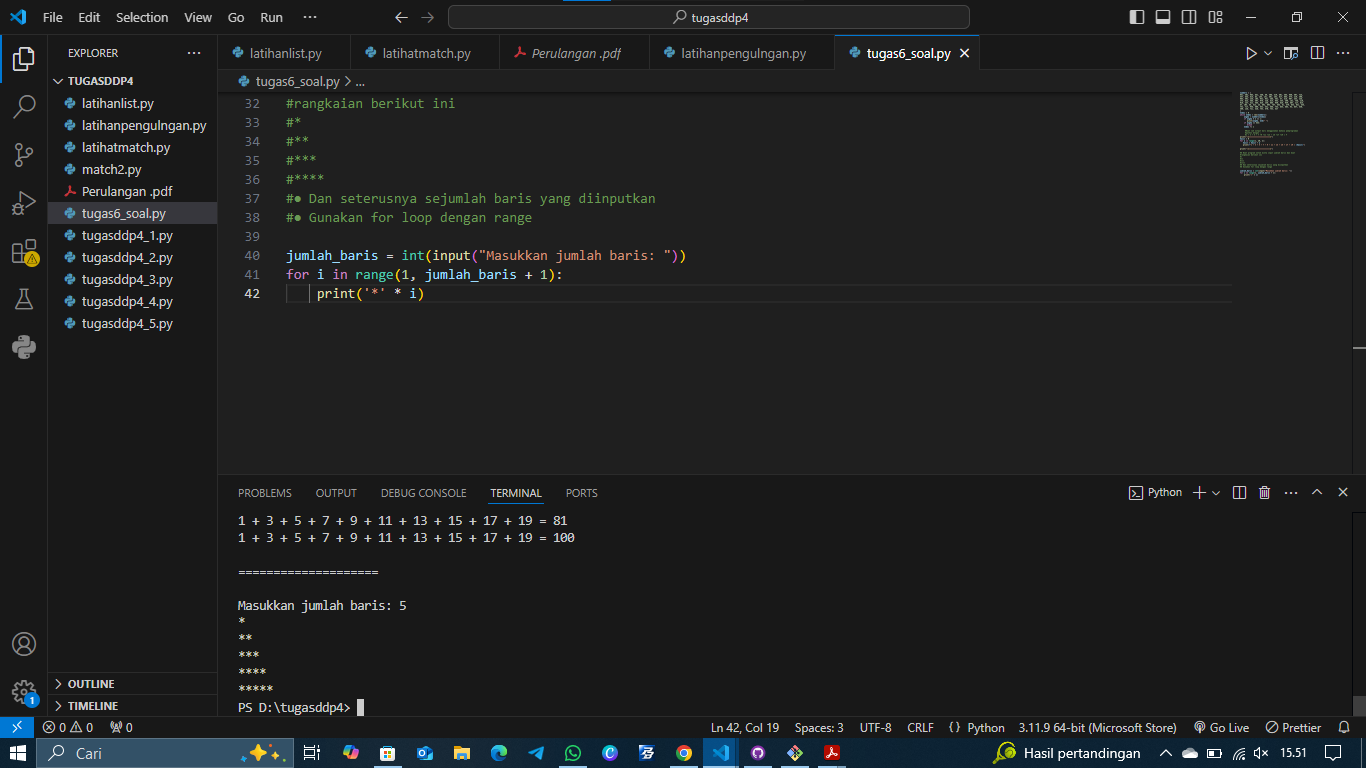 File Edit Selection View Go Run ··· tugasddp4
EXPLORER ···
TUGASDDP4
latihanlist.py
latihanpengulngan.py
latihatmatch.py
match2.py
Perulangan .pdf
tugas6_soal.py
tugasddp4_1.py
tugasddp4_2.py
tugasddp4_3.py
tugasddp4_4.py
tugasddp4_5.py
OUTLINE
TIMELINE
latihanlist.py latihatmatch.py Perulangan .pdf latihanpengulngan.py tugas6_soal.py
tugas6_soal.py > ...
32 #rangkaian berikut ini
33 #*
34 #**
35 #***
36 #****
37 #● Dan seterusnya sejumlah baris yang diinputkan
38 #● Gunakan for loop dengan range
39
40 jumlah_baris = int(input("Masukkan jumlah baris: "))
41 for i in range(1, jumlah_baris + 1):
42 print('*' * i)
PROBLEMS OUTPUT DEBUG CONSOLE TERMINAL PORTS Python
1 + 3 + 5 + 7 + 9 + 11 + 13 + 15 + 17 + 19 = 81
1 + 3 + 5 + 7 + 9 + 11 + 13 + 15 + 17 + 19 = 100
====================
Masukkan jumlah baris: 5
*
**
***
****
*****
PS D:\tugasddp4>
1
0 0 0 Ln 42, Col 19 Spaces: 3 UTF-8 CRLF {} Python 3.11.9 64-bit (Microsoft Store) Go Live Prettier
Cari Hasil pertandingan 15.51